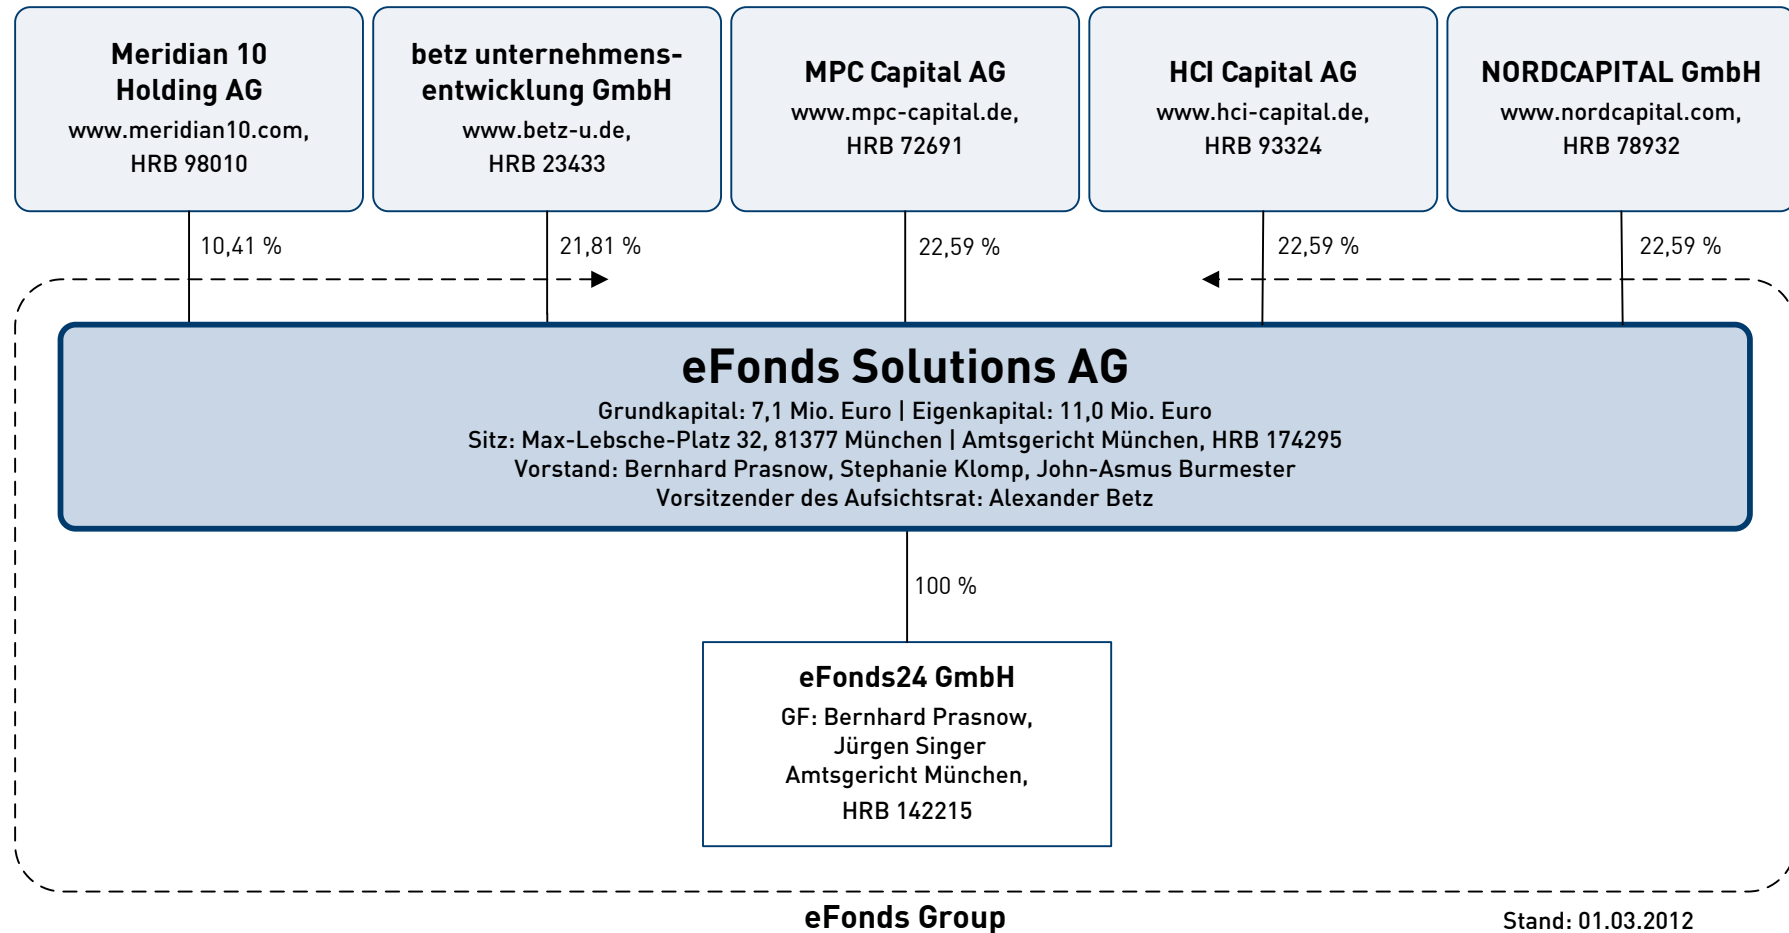 Meridian 10
Holding AG
www.meridian10.com,
HRB 98010
betz unternehmens-
entwicklung GmbH
www.betz-u.de,
HRB 23433
MPC Capital AG
www.mpc-capital.de,
HRB 72691
HCI Capital AG
www.hci-capital.de,
HRB 93324
NORDCAPITAL GmbH
www.nordcapital.com,
HRB 78932
10,41 %
21,81 %
22,59 %
22,59 %
22,59 %
eFonds Solutions AG
Grundkapital: 7,1 Mio. Euro | Eigenkapital: 11,0 Mio. Euro
Sitz: Max-Lebsche-Platz 32, 81377 München | Amtsgericht München, HRB 174295
Vorstand: Bernhard Prasnow, Stephanie Klomp, John-Asmus Burmester
Vorsitzender des Aufsichtsrat: Alexander Betz
100 %
eFonds24 GmbH
GF: Bernhard Prasnow,
Jürgen Singer
Amtsgericht München,
HRB 142215
eFonds Group
Stand: 01.03.2012